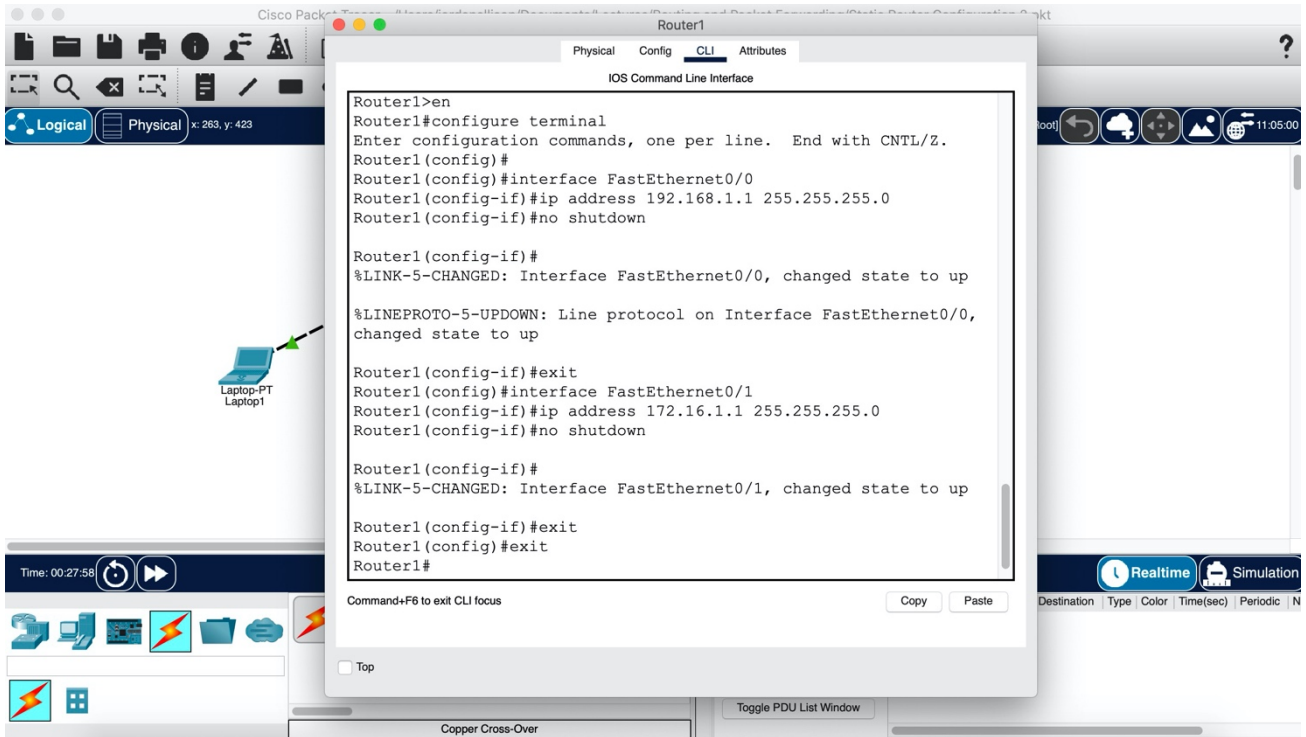 Cisco Packet
Router1
Physical Config CLI Attributes
IOS Command Line Interface
?
Logical Physical x: 263, y: 423
11:05:00
Router1>en
Router1#configure terminal
Enter configuration commands, one per line.  End with CNTL/Z.
Router1(config)#
Router1(config)#interface FastEthernet0/0
Router1(config-if)#ip address 192.168.1.1 255.255.255.0
Router1(config-if)#no shutdown
Router1(config-if)#
%LINK-5-CHANGED: Interface FastEthernet0/0, changed state to up
%LINEPROTO-5-UPDOWN: Line protocol on Interface FastEthernet0/0,
changed state to up
Router1(config-if)#exit
Router1(config)#interface FastEthernet0/1
Router1(config-if)#ip address 172.16.1.1 255.255.255.0
Router1(config-if)#no shutdown
Router1(config-if)#
%LINK-5-CHANGED: Interface FastEthernet0/1, changed state to up
Router1(config-if)#exit
Router1(config)#exit
Router1#
Laptop-PT
Laptop1
Time: 00:27:58
Realtime Simulation
Command+F6 to exit CLI focus
Copy Paste
Destination Type Color Time(sec) Periodic N
Top
Toggle PDU List Window
Copper Cross-Over